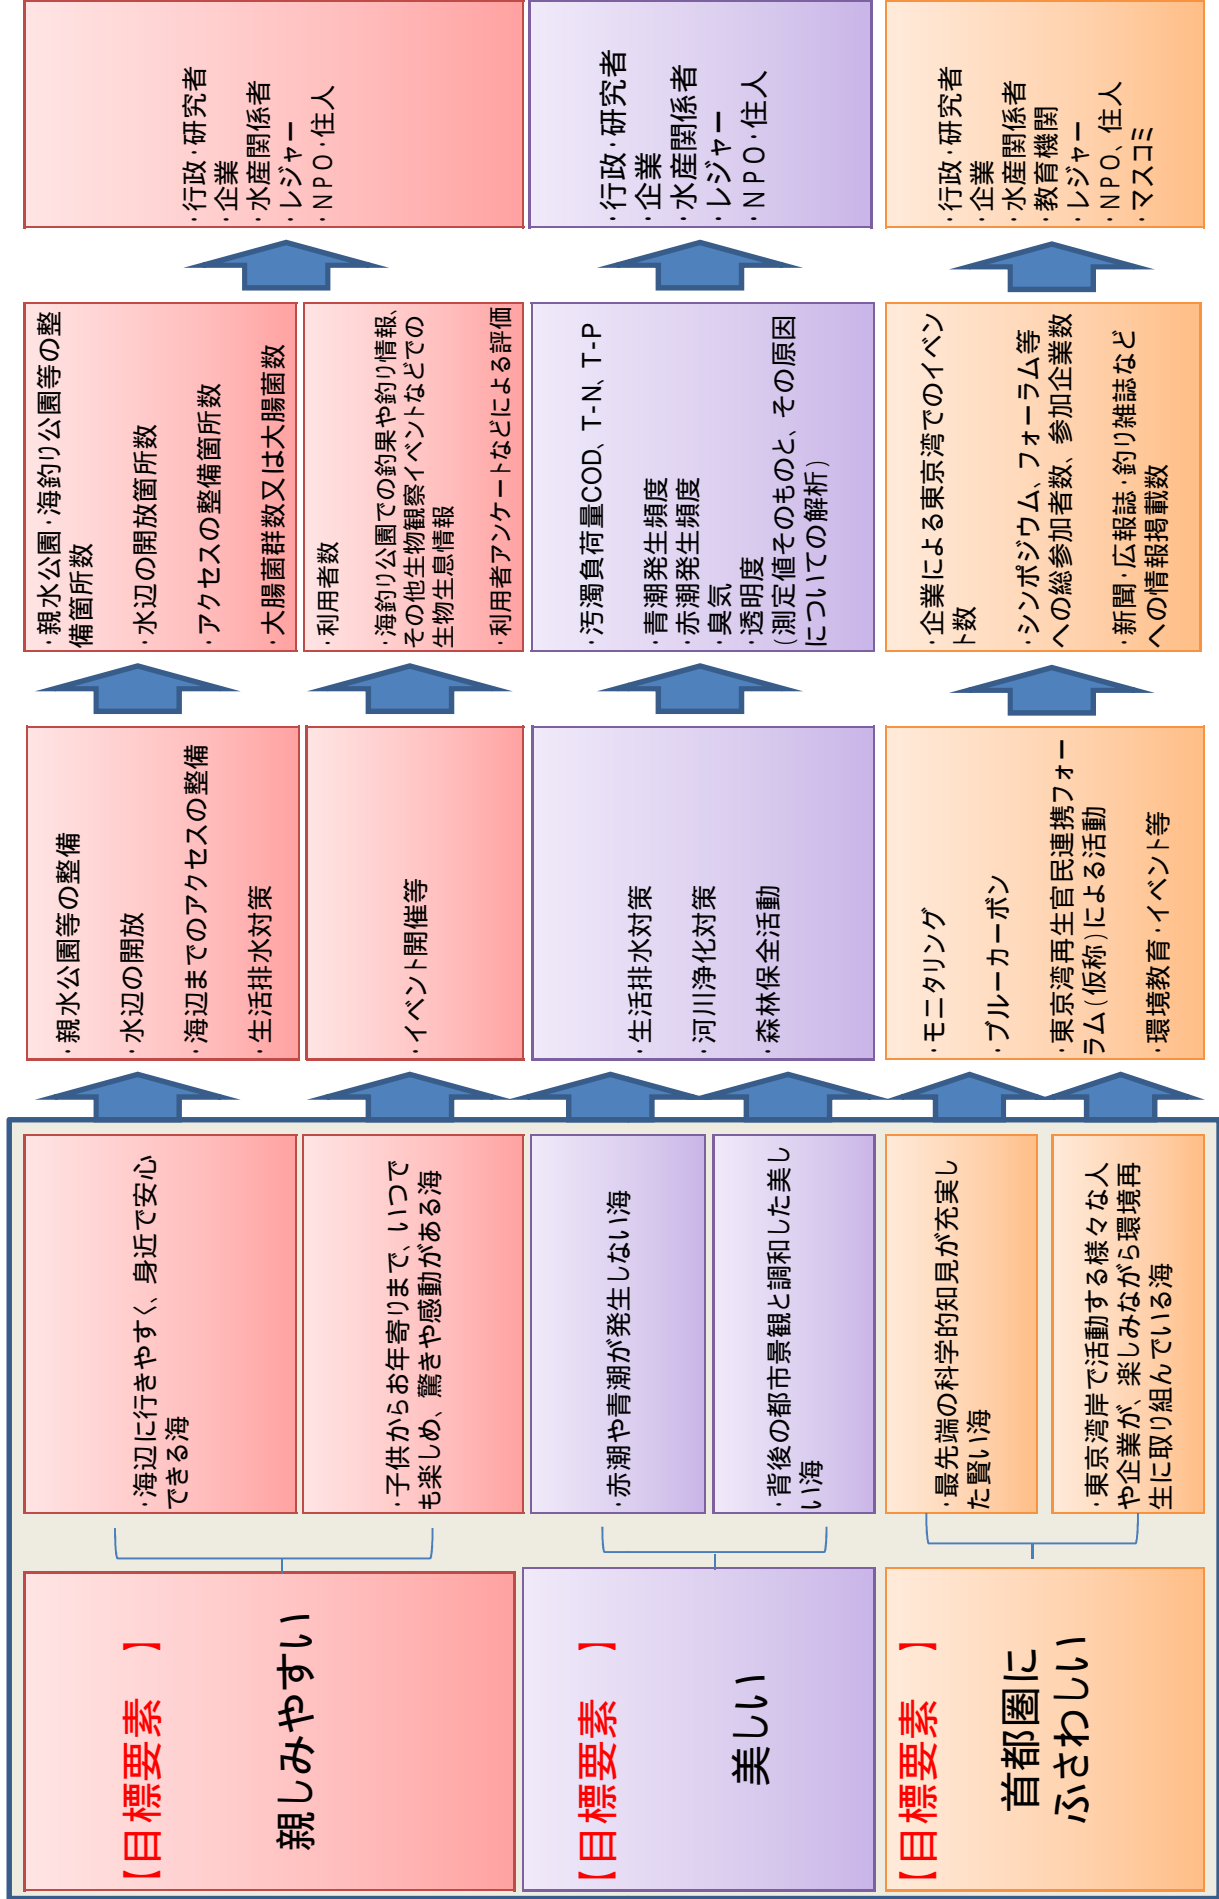 【目標要素　】
親しみやすい
・海辺に行きやすく、身近で安心
できる海
・子供からお年寄りまで、いつで
も楽しめ、驚きや感動がある海
・親水公園等の整備
・水辺の開放
・海辺までのアクセスの整備
・生活排水対策
・イベント開催等
・親水公園・海釣り公園等の整
備箇所数
・水辺の開放箇所数
・アクセスの整備箇所数
・大腸菌群数又は大腸菌数
・利用者数
・海釣り公園での釣果や釣り情報、
その他生物観察イベントなどでの
生物生息情報
・利用者アンケートなどによる評価
・行政・研究者
・企業
・水産関係者
・レジャー
・NPO・住人
【目標要素　】
美しい
・赤潮や青潮が発生しない海
・背後の都市景観と調和した美し
い海
・生活排水対策
・河川浄化対策
・森林保全活動
・汚濁負荷量COD、T-N、T-P
・青潮発生頻度
・赤潮発生頻度
・臭気
・透明度
(測定値そのものと、その原因
についての解析)
・行政・研究者
・企業
・水産関係者
・レジャー
・NPO・住人
【目標要素　】
首都圏に
ふさわしい
・最先端の科学的知見が充実し
た賢い海
・東京湾岸で活動する様々な人
や企業が、楽しみながら環境再
生に取り組んでいる海
・モニタリング
・ブルーカーボン
・東京湾再生官民連携フォー
ラム(仮称)による活動
・環境教育・イベント等
・企業による東京湾でのイベン
ト数
・シンポジウム、フォーラム等
への総参加者数、参加企業数
・新聞・広報誌・釣り雑誌など
への情報掲載数
・行政・研究者
・企業
・水産関係者
・教育機関
・レジャー
・NPO、住人
・マスコミ